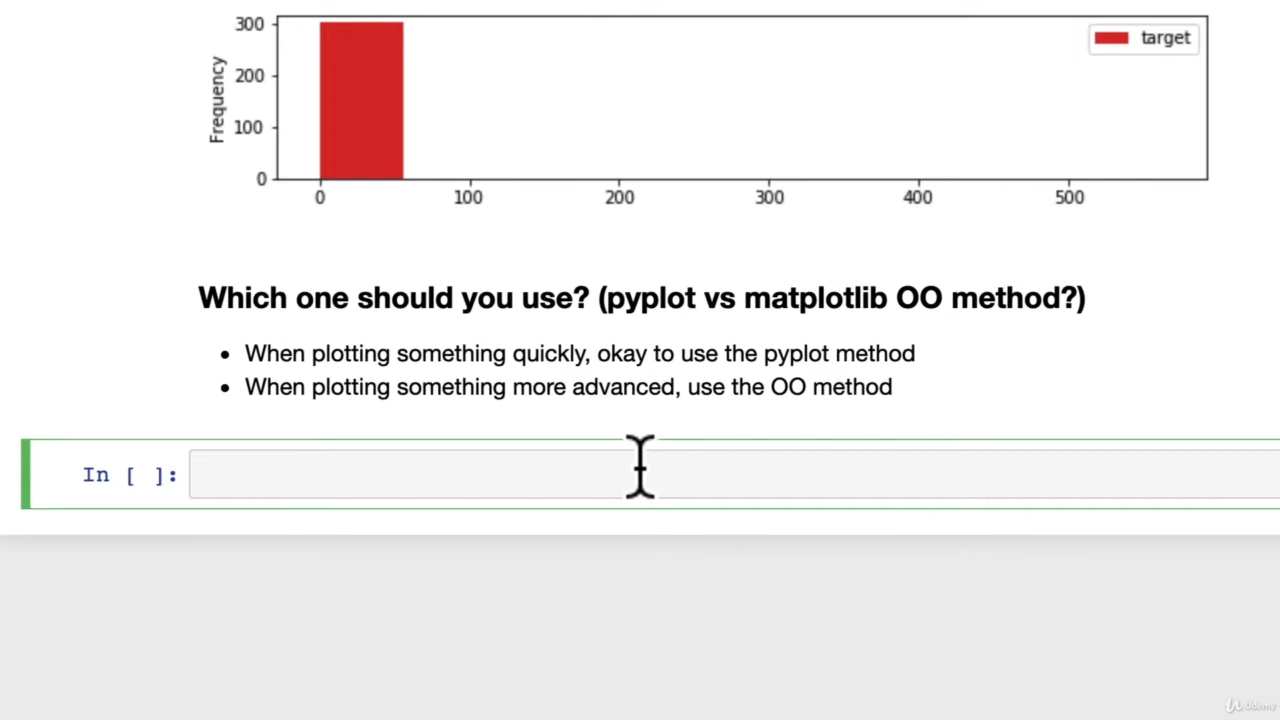 300
target
200
Frequency
100
0
0 100 200 300 400 500
Which one should you use? (pyplot vs matplotlib OO method?)
• When plotting something quickly, okay to use the pyplot method
• When plotting something more advanced, use the OO method
In [ ]:
Udemy